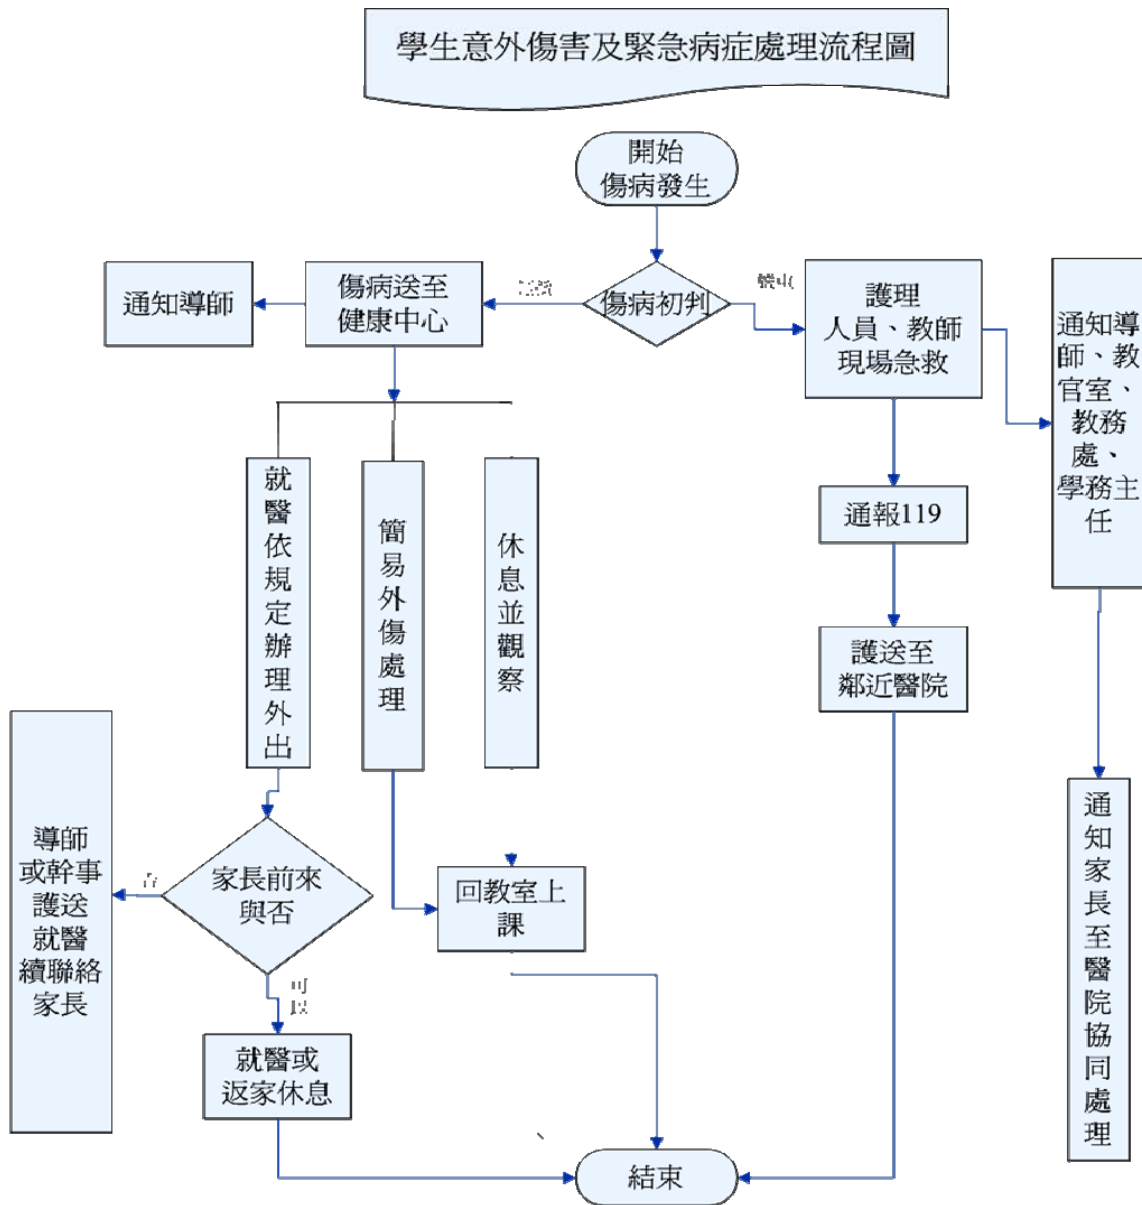 學生意外傷害及緊急病症處理流程圖
開始
傷病發生
傷病初判
通知導師
傷病送至
健康中心
護理
人員、教師
現場急救
通知導
師、教
官室、
教務
處、
學務主
任
通報119
護送至
鄰近醫院
就醫依規定辦理外出
簡易外傷處理
休息並觀察
導師
或幹事
護送
就醫
續聯絡
家長
否
家長前來
與否
回教室上
課
通知家長至醫院協同處理
可
以
就醫或
返家休息
結束